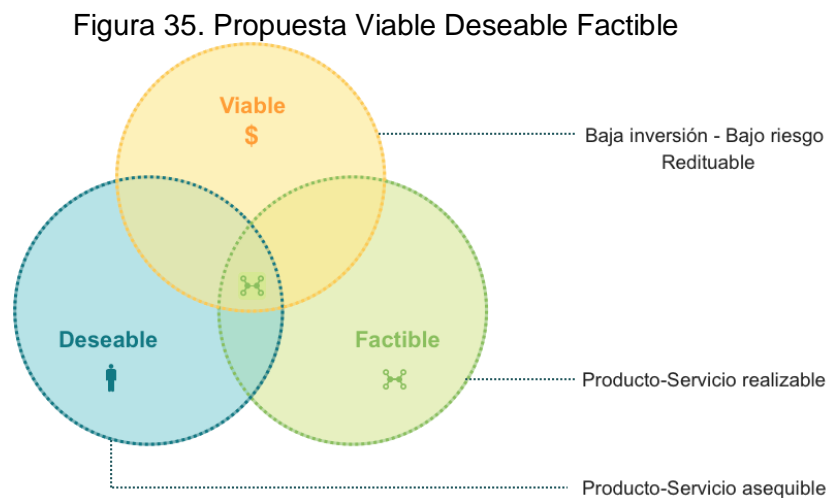 Figura 35. Propuesta Viable Deseable Factible
Viable
$
Baja inversión - Bajo riesgo
Redituable
Deseable
Factible
Producto-Servicio realizable
Producto-Servicio asequible